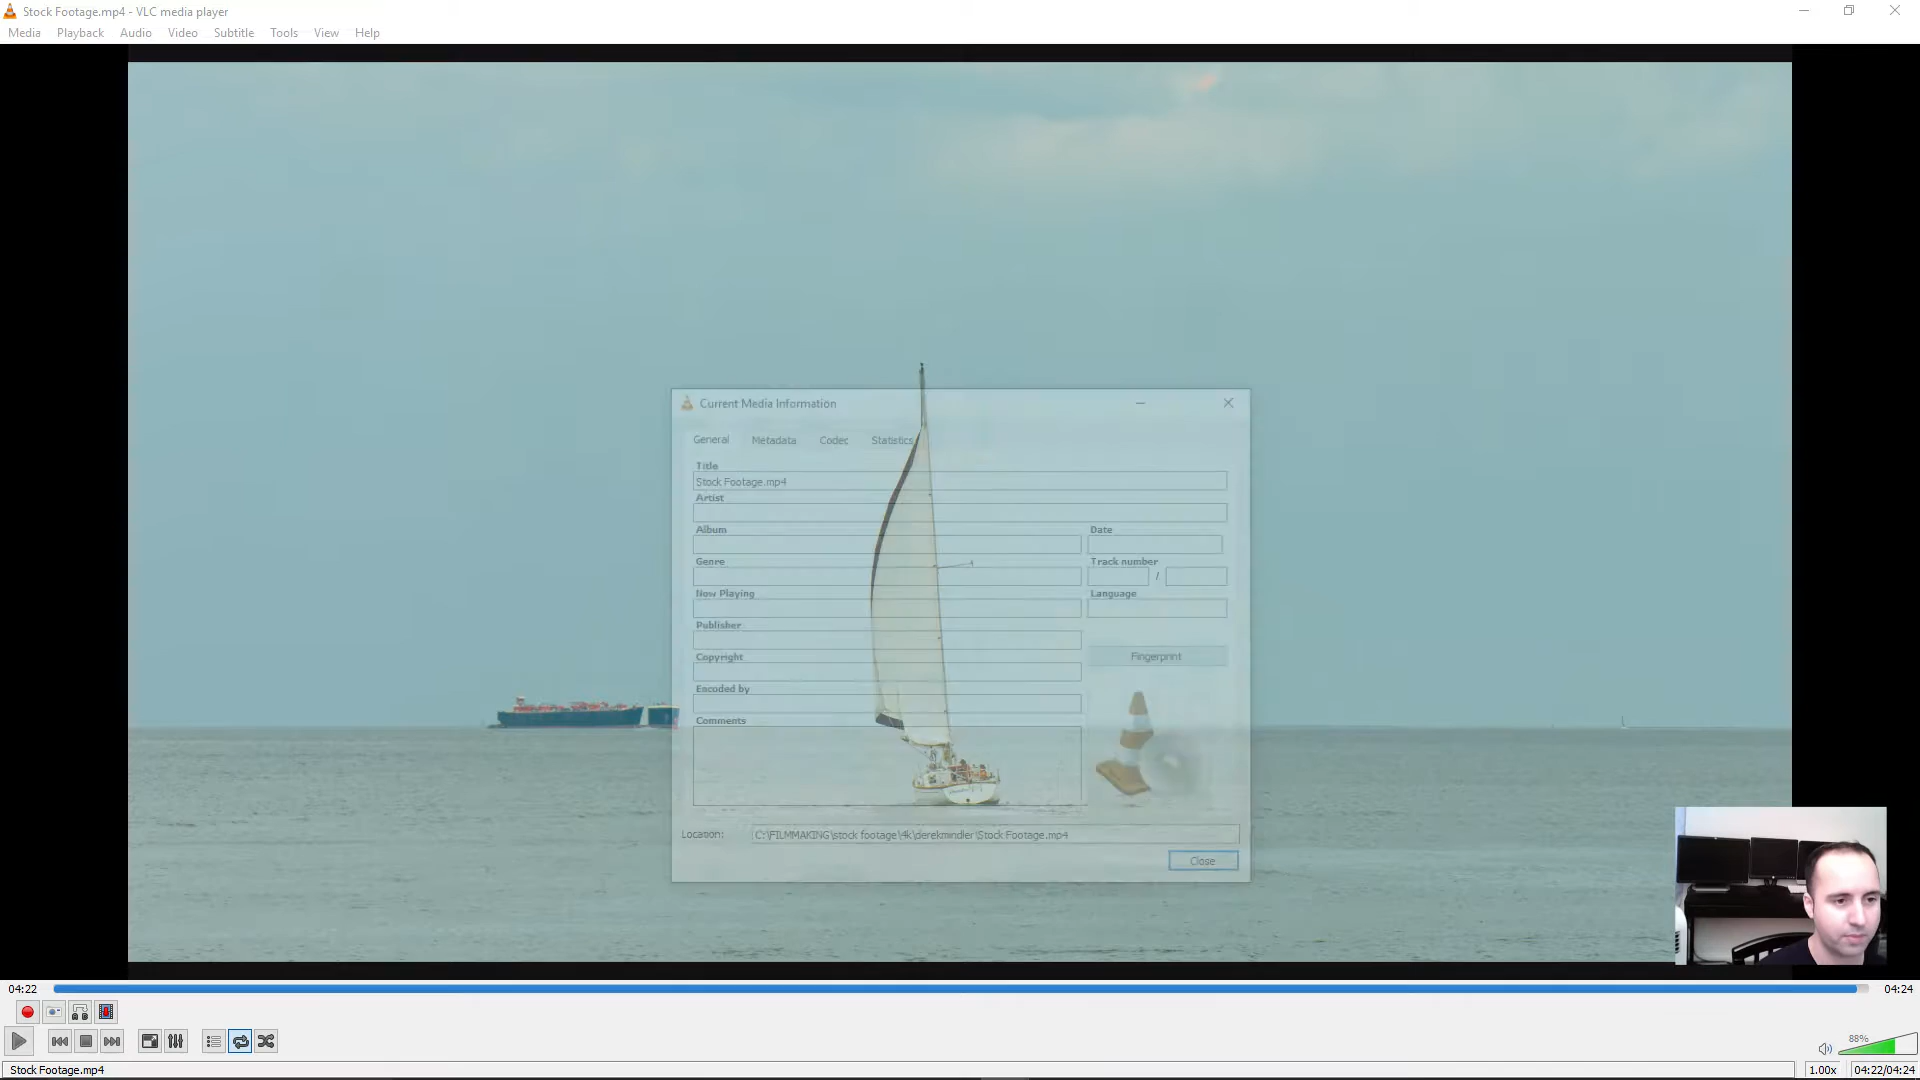 Stock Footage.mp4 - VLC media player
Media Playback Audio Video Subtitle Tools View Help
Current Media Information
General Metadata Codec Statistics
Title
Stock Footage.mp4
Artist
Album Date
Genre Track number
/
Now Playing Language
Publisher
Fingerprint
Copyright
Encoded by
Comments
Location: C:\FILMMAKING\stock footage\4k\derekmindler\Stock Footage.mp4
Close
04:22 04:24
88%
Stock Footage.mp4 1.00x 04:22/04:24